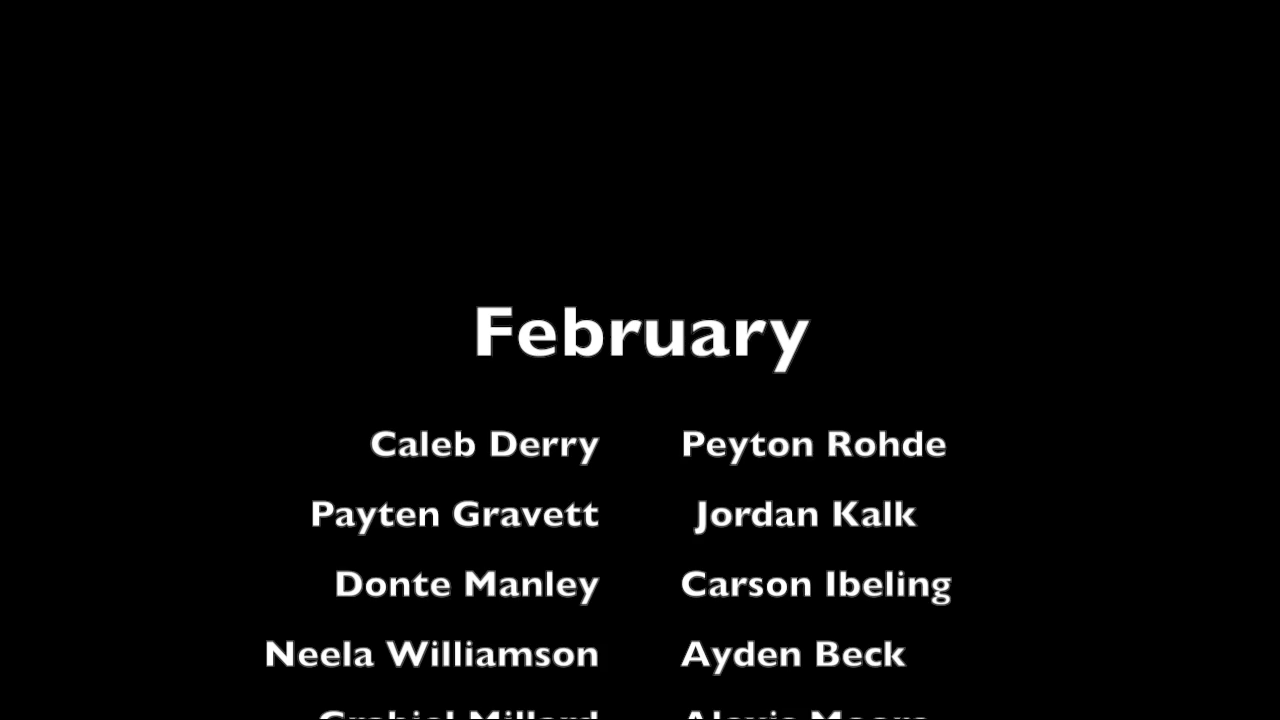 February
Caleb Derry Peyton Rohde
Payten Gravett Jordan Kalk
Donte Manley Carson Ibeling
Neela Williamson Ayden Beck